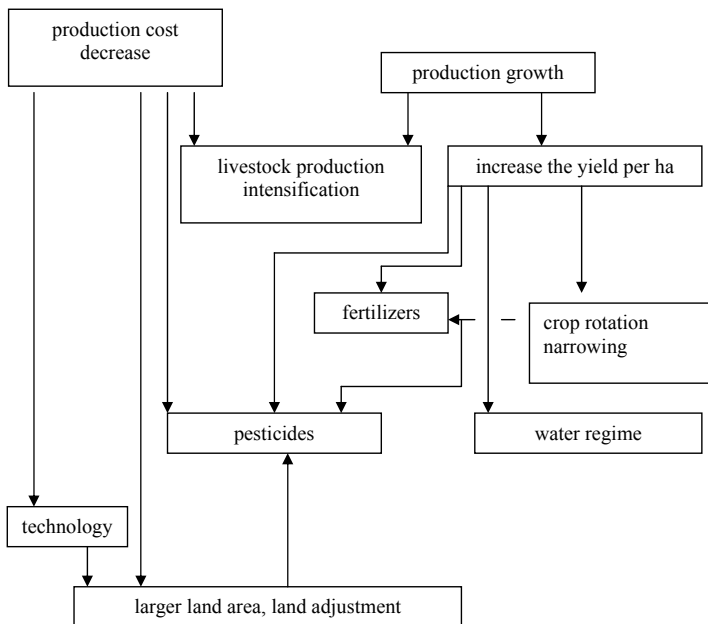 production cost
decrease
production growth
livestock production
intensification
increase the yield per ha
fertilizers
crop rotation
narrowing
pesticides
water regime
technology
larger land area, land adjustment